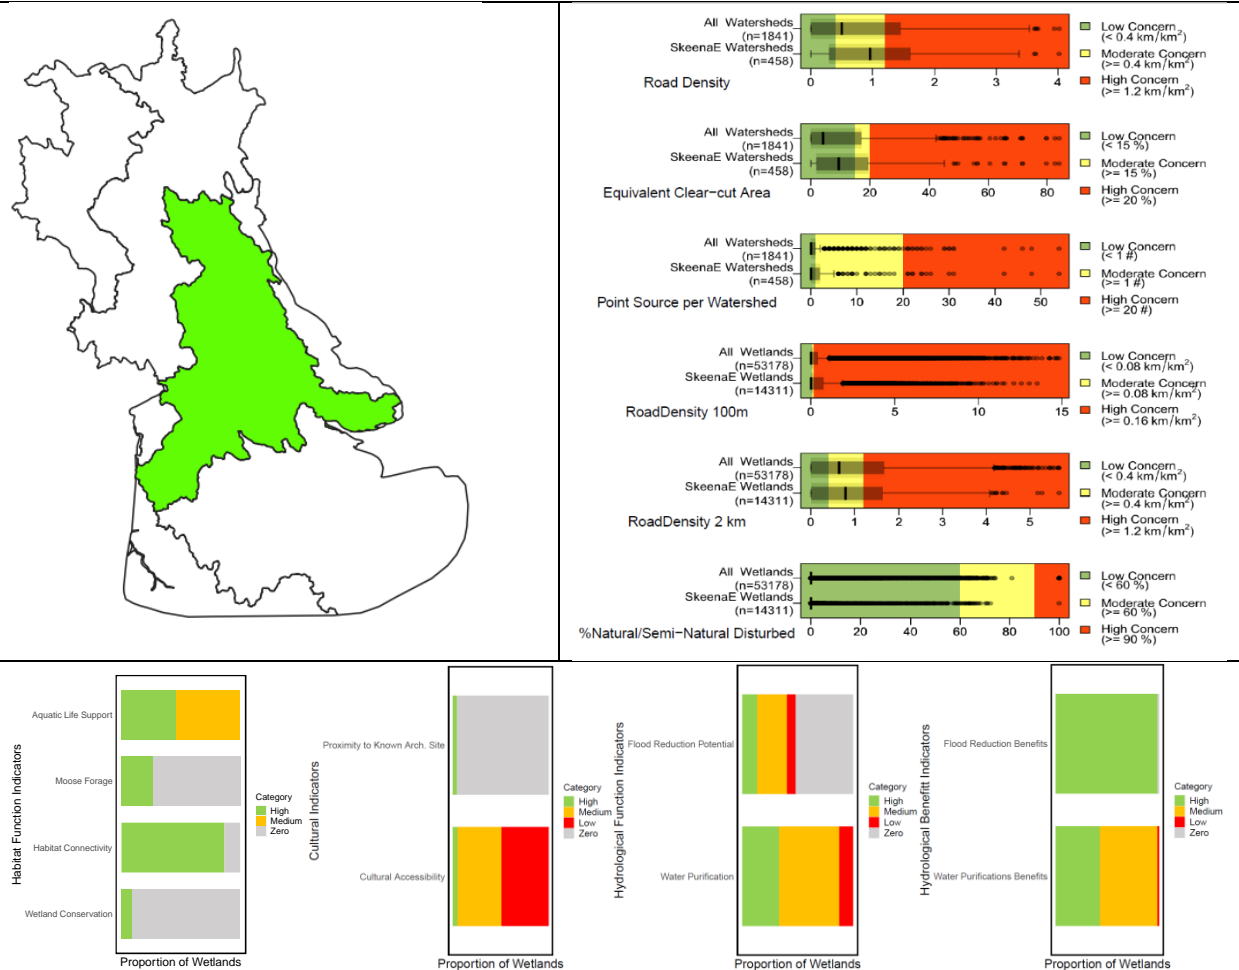 All Watersheds
(n=1841)
SkeenaE Watersheds
(n=458)
Road Density
0 1 2 3 4
Low Concern
(< 0.4 km/km²)
Moderate Concern
(>= 0.4 km/km²)
High Concern
(>= 1.2 km/km²)
All Watersheds
(n=1841)
SkeenaE Watersheds
(n=458)
Equivalent Clear-cut Area
0 20 40 60 80
Low Concern
(< 15 %)
Moderate Concern
(>= 15 %)
High Concern
(>= 20 %)
All Watersheds
(n=1841)
SkeenaE Watersheds
(n=458)
Point Source per Watershed
0 10 20 30 40 50
Low Concern
(< 1 #)
Moderate Concern
(>= 1 #)
High Concern
(>= 20 #)
All Wetlands
(n=53178)
SkeenaE Wetlands
(n=14311)
RoadDensity 100m
0 5 10 15
Low Concern
(< 0.08 km/km²)
Moderate Concern
(>= 0.08 km/km²)
High Concern
(>= 0.16 km/km²)
All Wetlands
(n=53178)
SkeenaE Wetlands
(n=14311)
RoadDensity 2 km
0 1 2 3 4 5
Low Concern
(< 0.4 km/km²)
Moderate Concern
(>= 0.4 km/km²)
High Concern
(>= 1.2 km/km²)
All Wetlands
(n=53178)
SkeenaE Wetlands
(n=14311)
%Natural/Semi-Natural Disturbed
0 20 40 60 80 100
Low Concern
(< 60 %)
Moderate Concern
(>= 60 %)
High Concern
(>= 90 %)
Habitat Function Indicators
Aquatic Life Support
Moose Forage
Habitat Connectivity
Wetland Conservation
Proportion of Wetlands
Category
High
Medium
Zero
Cultural Indicators
Proximity to Known Arch. Site
Cultural Accessibility
Proportion of Wetlands
Category
High
Medium
Low
Zero
Hydrological Function Indicators
Flood Reduction Potential
Water Purification
Proportion of Wetlands
Category
High
Medium
Low
Zero
Hydrological Benefitt Indicators
Flood Reduction Benefits
Water Purifications Benefits
Proportion of Wetlands
Category
High
Medium
Low
Zero